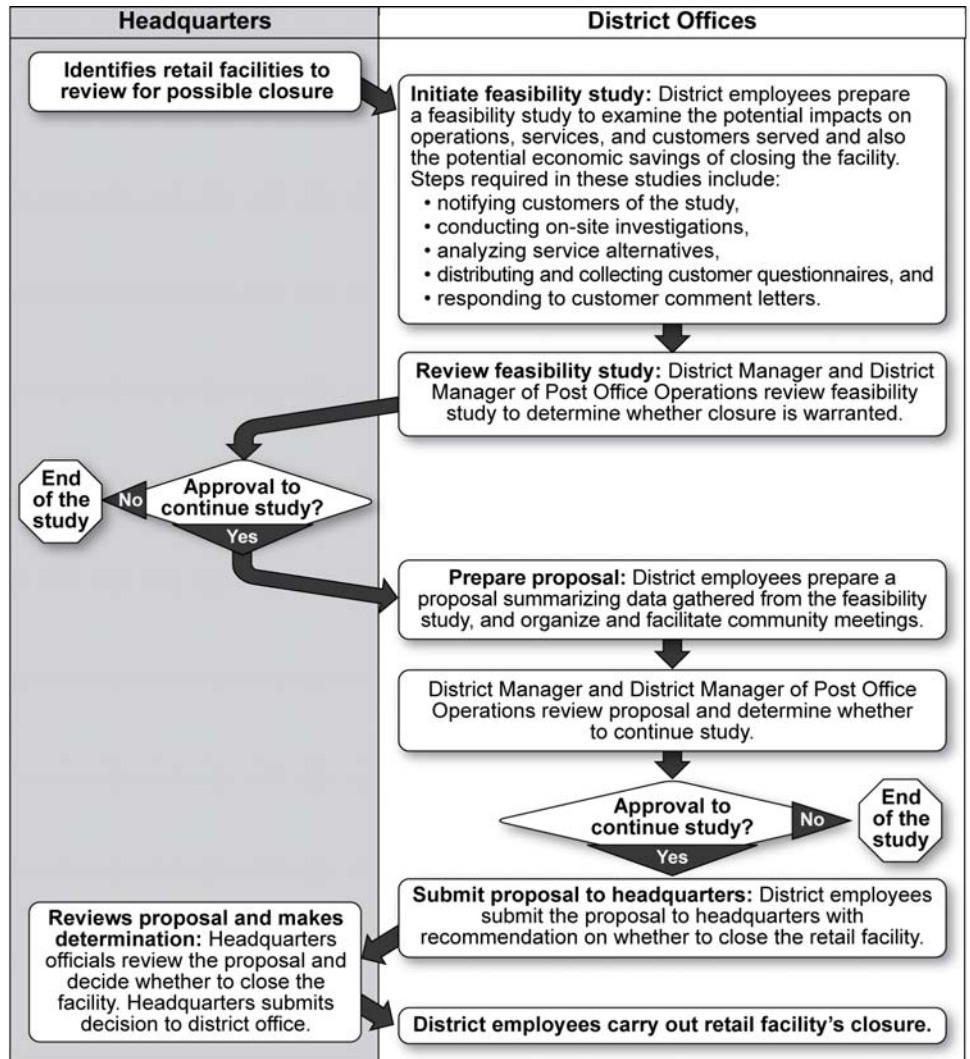 Headquarters
District Offices
Identifies retail facilities to
review for possible closure
Initiate feasibility study: District employees prepare
a feasibility study to examine the potential impacts on
operations, services, and customers served and also
the potential economic savings of closing the facility.
Steps required in these studies include:
• notifying customers of the study,
• conducting on-site investigations,
• analyzing service alternatives,
• distributing and collecting customer questionnaires, and
• responding to customer comment letters.
Review feasibility study: District Manager and District
Manager of Post Office Operations review feasibility
study to determine whether closure is warranted.
Approval to
continue study?
No
End
of the
study
Yes
Prepare proposal: District employees prepare a
proposal summarizing data gathered from the feasibility
study, and organize and facilitate community meetings.
District Manager and District Manager of Post Office
Operations review proposal and determine whether
to continue study.
Approval to
continue study?
No
End
of the
study
Yes
Submit proposal to headquarters: District employees
submit the proposal to headquarters with
recommendation on whether to close the retail facility.
Reviews proposal and makes
determination: Headquarters
officials review the proposal and
decide whether to close the
facility. Headquarters submits
decision to district office.
District employees carry out retail facility's closure.